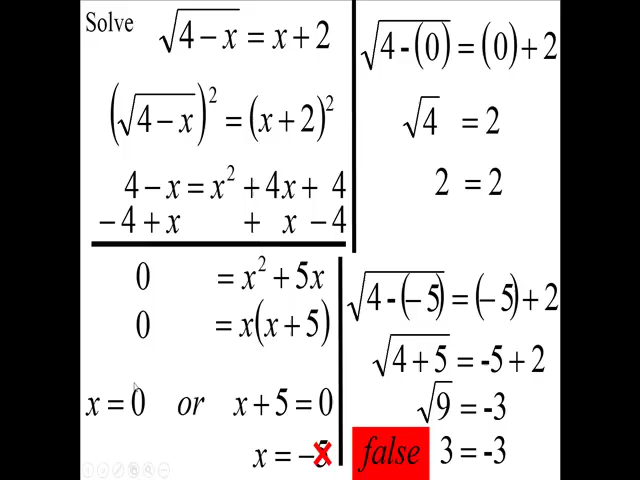 Solve √(4 − x) = x + 2
(√(4 − x))² = (x + 2)²
4 − x = x² + 4x + 4
− 4 + x + x − 4
0 = x² + 5x
0 = x(x + 5)
x = 0 or x + 5 = 0
x = −5
√(4 - (0)) = (0) + 2
√4 = 2
2 = 2
√(4 - (− 5)) = (− 5) + 2
√(4 + 5) = -5 + 2
√9 = -3
false 3 = -3